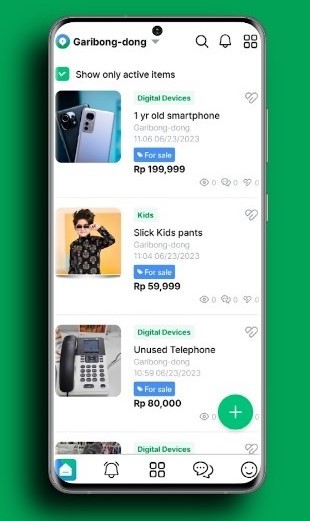 Garibong-dong
Show only active items
Digital Devices
1 yr old smartphone
Garibong-dong
11:06 06/23/2023
For sale
Rp 199,999
0 0 0
Kids
Slick Kids pants
Garibong-dong
11:04 06/23/2023
For sale
Rp 59,999
0 0 0
Digital Devices
Unused Telephone
Garibong-dong
10:59 06/23/2023
For sale
Rp 80,000
0
+
Digital Devices